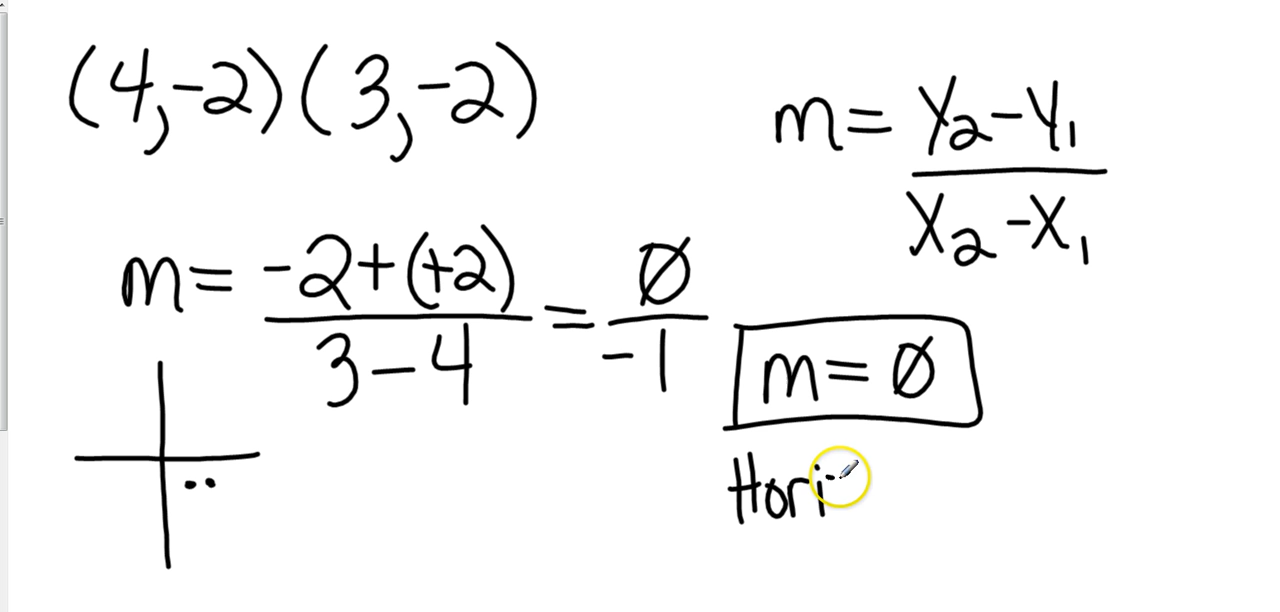 (4,-2)(3,-2)
m = Y₂-Y₁
X₂-X₁
m = -2+(+2) = Ø
3-4 -1
m = Ø
Hori